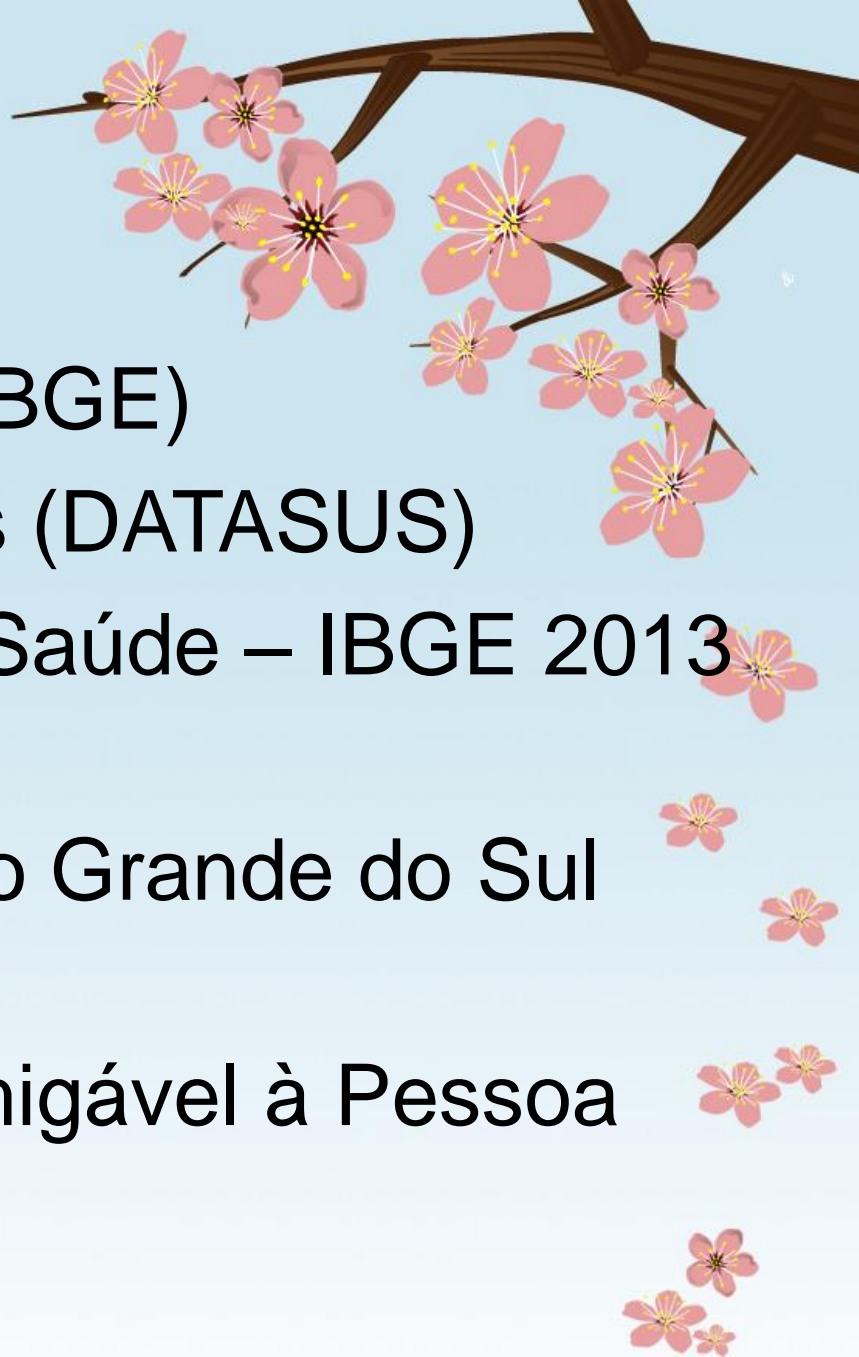 BGE)
s (DATASUS)
Saúde – IBGE 2013
o Grande do Sul
nigável à Pessoa